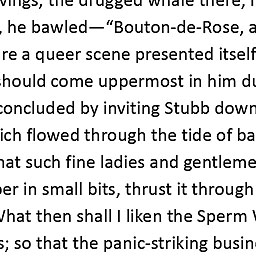 vings, the drugged whale there, f
, he bawled—“Bouton-de-Rose, a
re a queer scene presented itself
should come uppermost in him du
concluded by inviting Stubb down
ich flowed through the tide of ba
hat such fine ladies and gentleme
per in small bits, thrust it through
What then shall I liken the Sperm W
s; so that the panic-striking busin